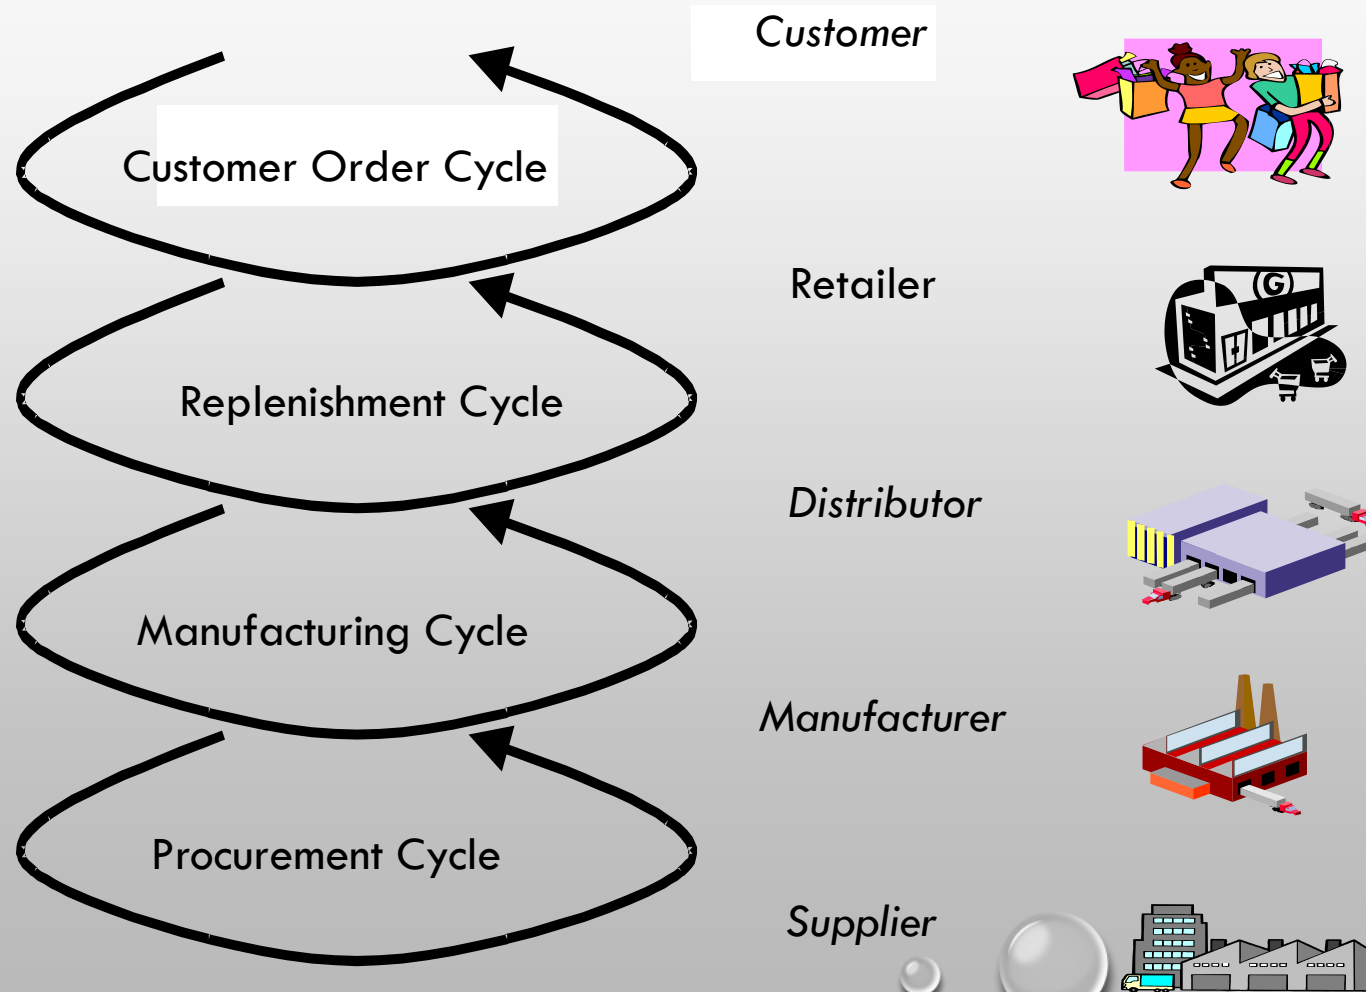 Customer
Customer Order Cycle
Retailer
G
Replenishment Cycle
Distributor
Manufacturing Cycle
Manufacturer
Procurement Cycle
Supplier